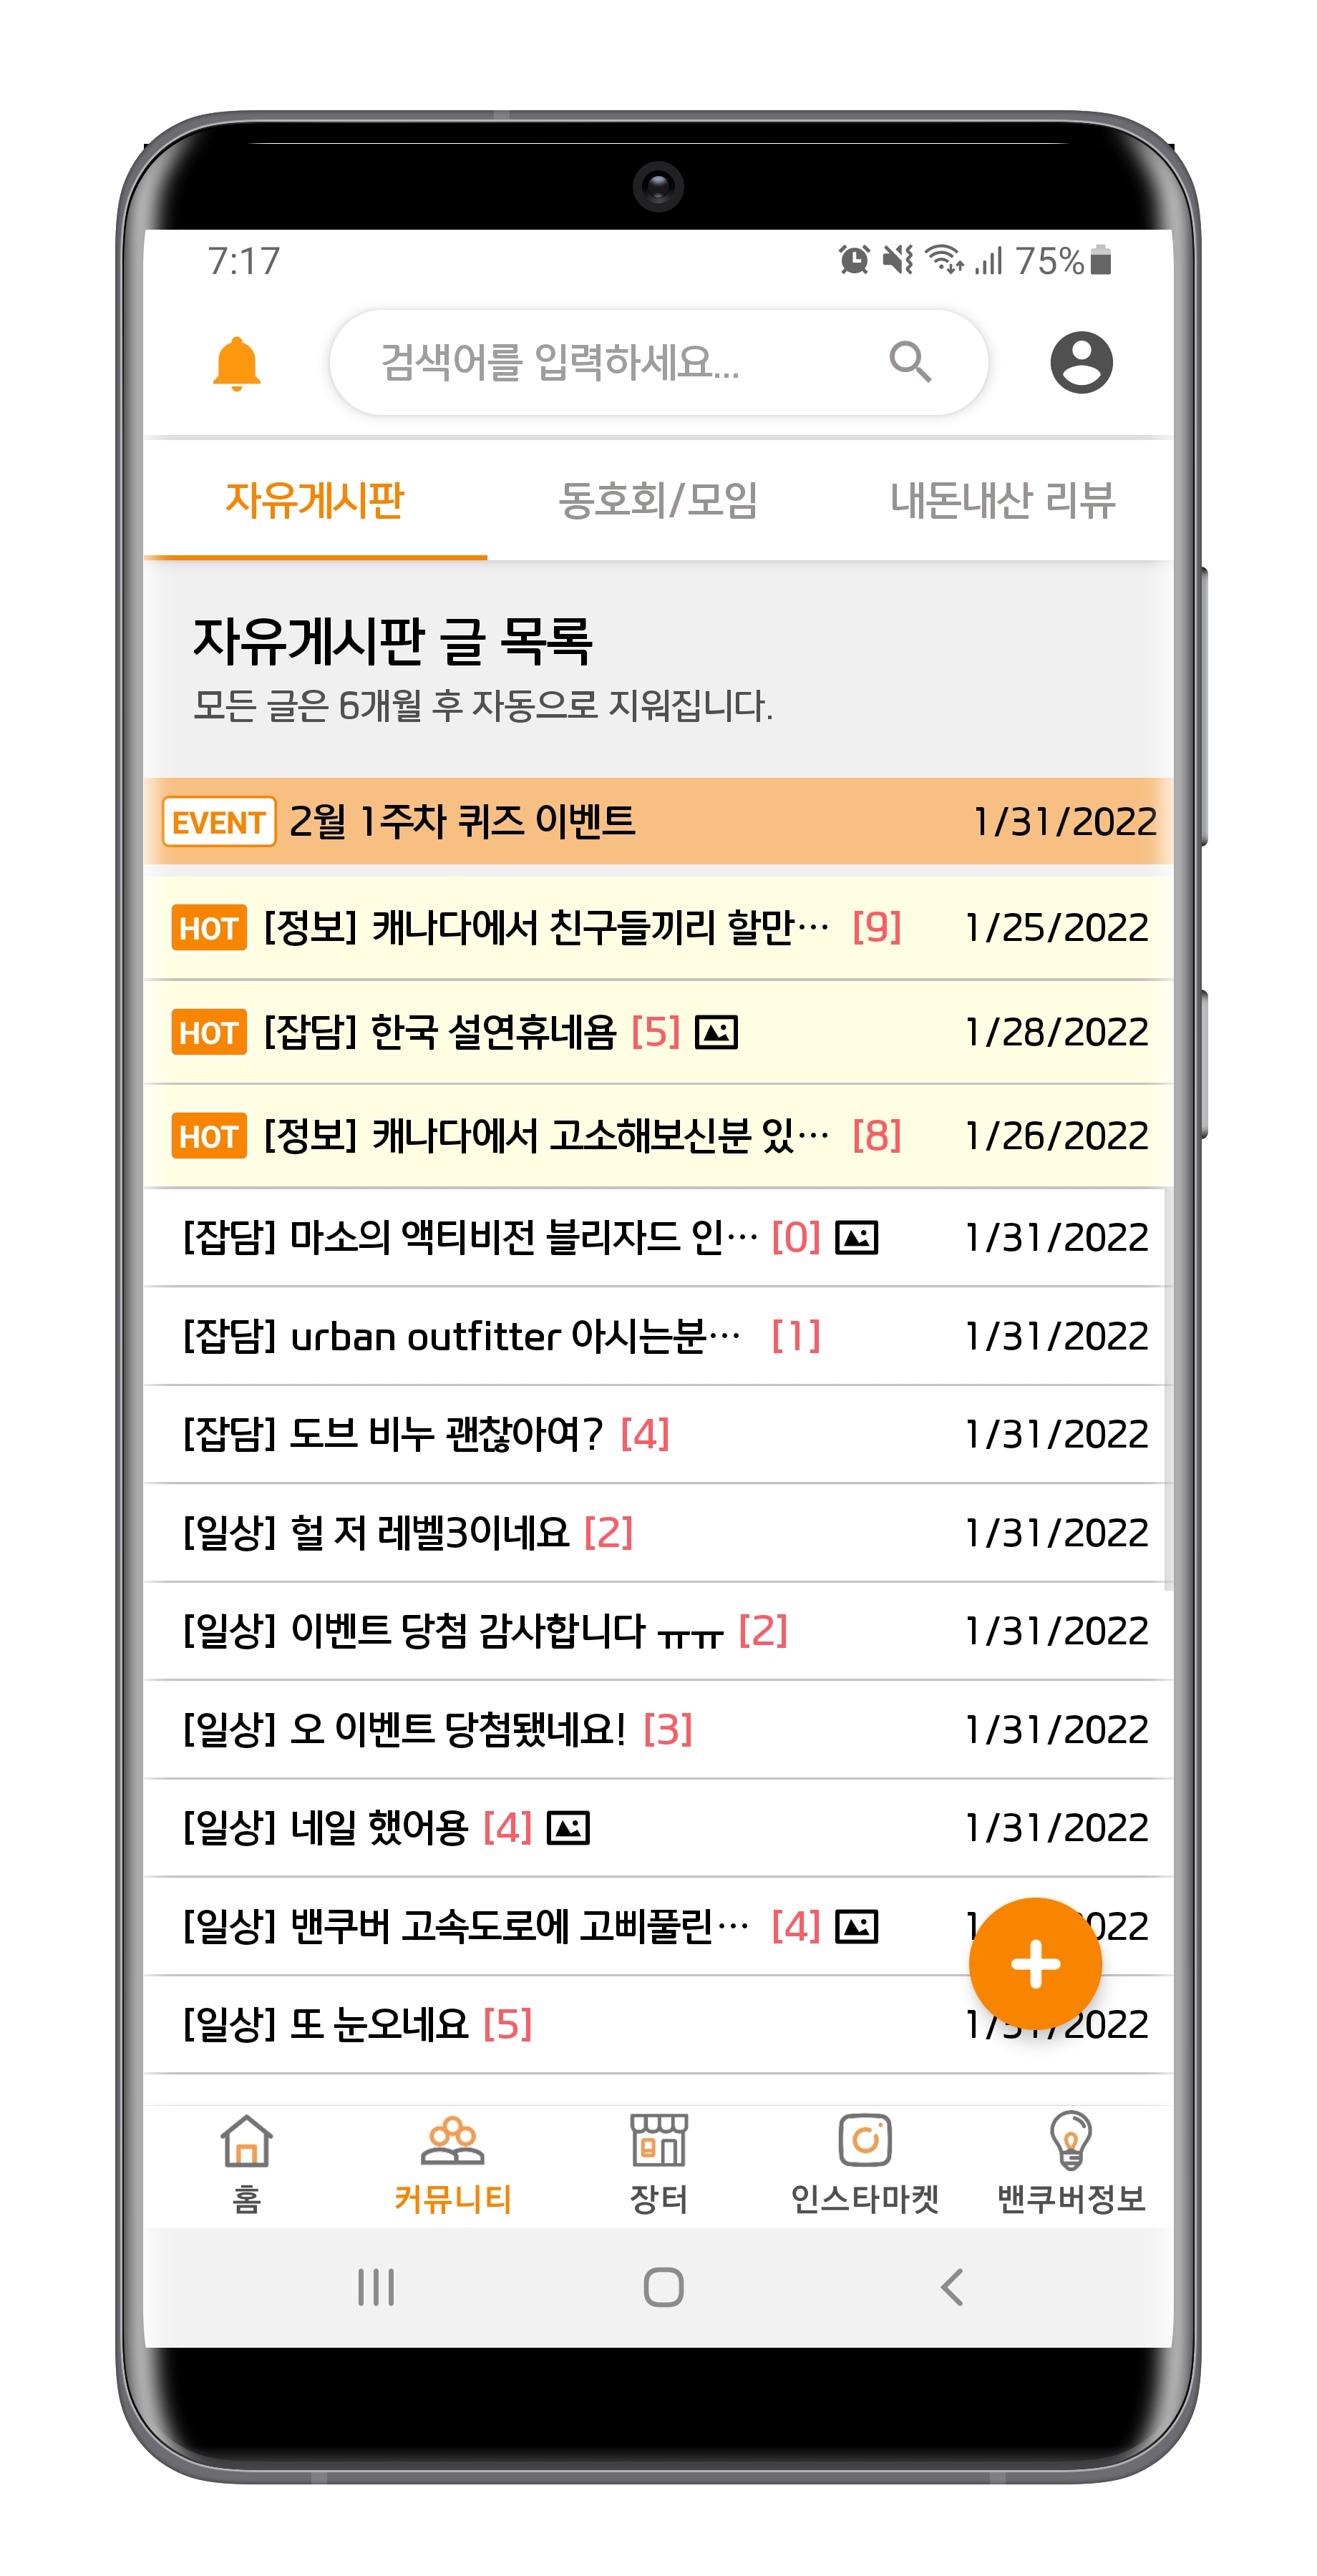 7:17 75%
검색어를 입력하세요...
자유게시판 동호회/모임 내돈내산 리뷰
자유게시판 글 목록
모든 글은 6개월 후 자동으로 지워집니다.
EVENT 2월 1주차 퀴즈 이벤트 1/31/2022
HOT [정보] 캐나다에서 친구들끼리 할만… [9] 1/25/2022
HOT [잡담] 한국 설연휴네욤 [5] 1/28/2022
HOT [정보] 캐나다에서 고소해보신분 있… [8] 1/26/2022
[잡담] 마소의 액티비전 블리자드 인… [0] 1/31/2022
[잡담] urban outfitter 아시는분… [1] 1/31/2022
[잡담] 도브 비누 괜찮아여? [4] 1/31/2022
[일상] 헐 저 레벨3이네요 [2] 1/31/2022
[일상] 이벤트 당첨 감사합니다 ㅠㅠ [2] 1/31/2022
[일상] 오 이벤트 당첨됐네요! [3] 1/31/2022
[일상] 네일 했어용 [4] 1/31/2022
[일상] 밴쿠버 고속도로에 고삐풀린… [4]
[일상] 또 눈오네요 [5] 1/31/2022
홈 커뮤니티 장터 인스타마켓 밴쿠버정보